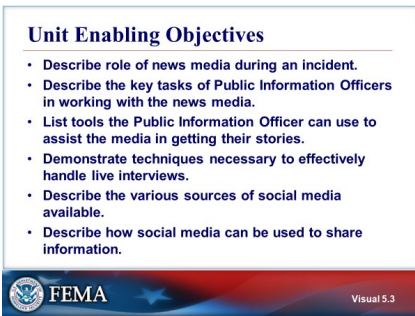 Unit Enabling Objectives
• Describe role of news media during an incident.
• Describe the key tasks of Public Information Officers
in working with the news media.
• List tools the Public Information Officer can use to
assist the media in getting their stories.
• Demonstrate techniques necessary to effectively
handle live interviews.
• Describe the various sources of social media
available.
• Describe how social media can be used to share
information.
FEMA
Visual 5.3